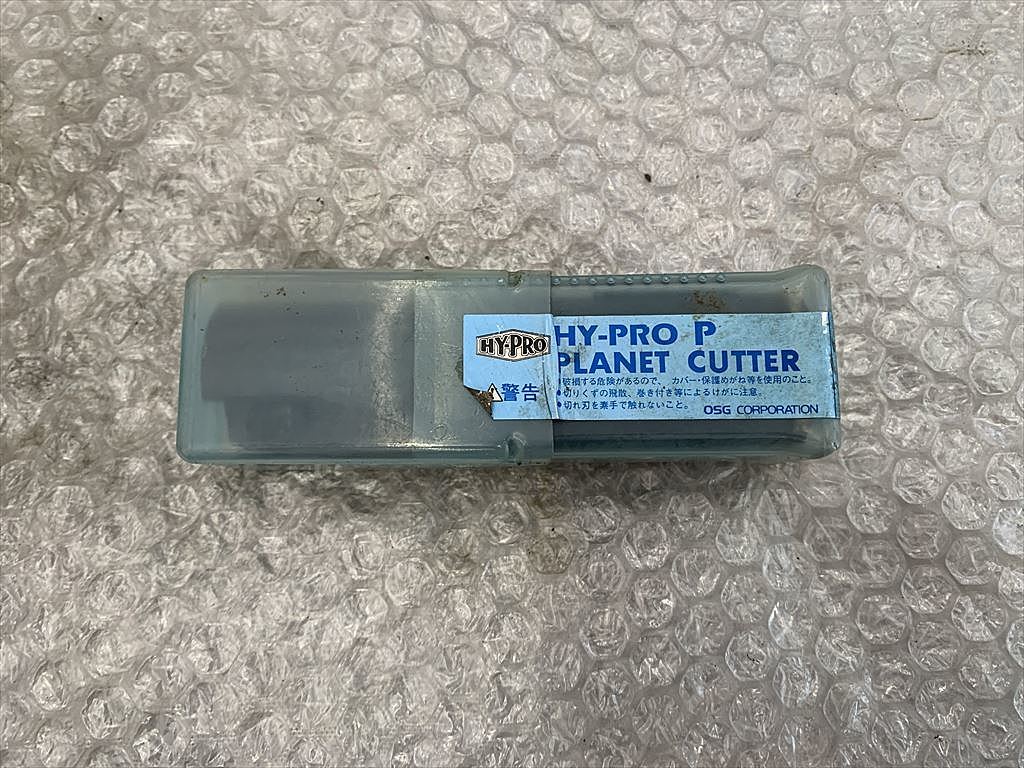 HY-PRO
HY-PRO P
PLANET CUTTER
警告
●破損する危険があるので、カバー・保護めがね等を使用のこと。
●切りくずの飛散、巻き付き等によるけがに注意。
●切れ刃を素手で触れないこと。
OSG CORPORATION